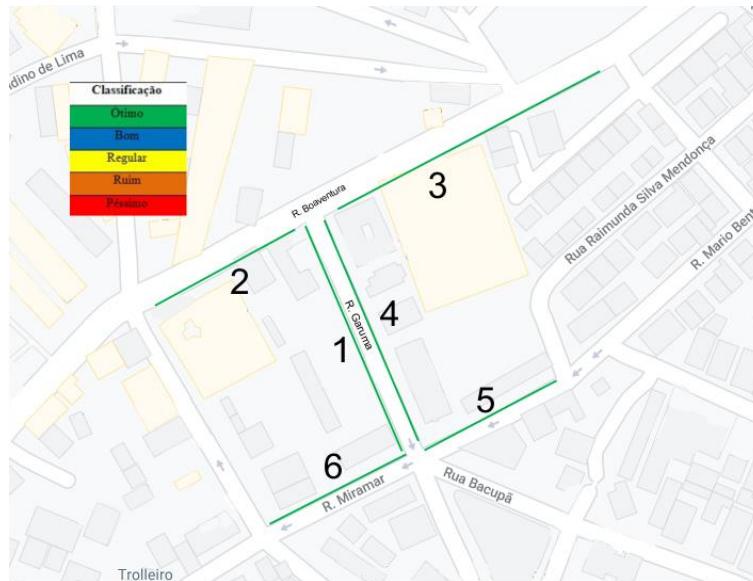 dino de Lima
Classificação
Ótimo
Bom
Regular
Ruim
Péssimo
R. Boaventura
3
Rua Raimunda Silva Mendonça
R. Mario Bent
2
R. Garuma
4
1
5
6
R. Miramar
Rua Bacupã
Trolleiro